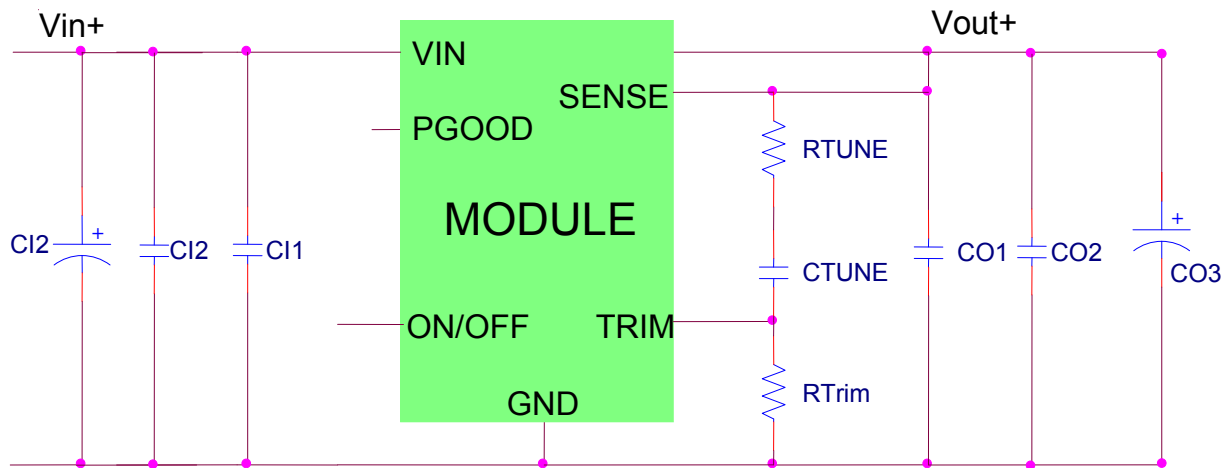 Vin+
Vout+
VIN
SENSE
PGOOD
RTUNE
MODULE
CI2
+
CI2
CI1
CTUNE
CO1
CO2
+
CO3
ON/OFF
TRIM
RTrim
GND